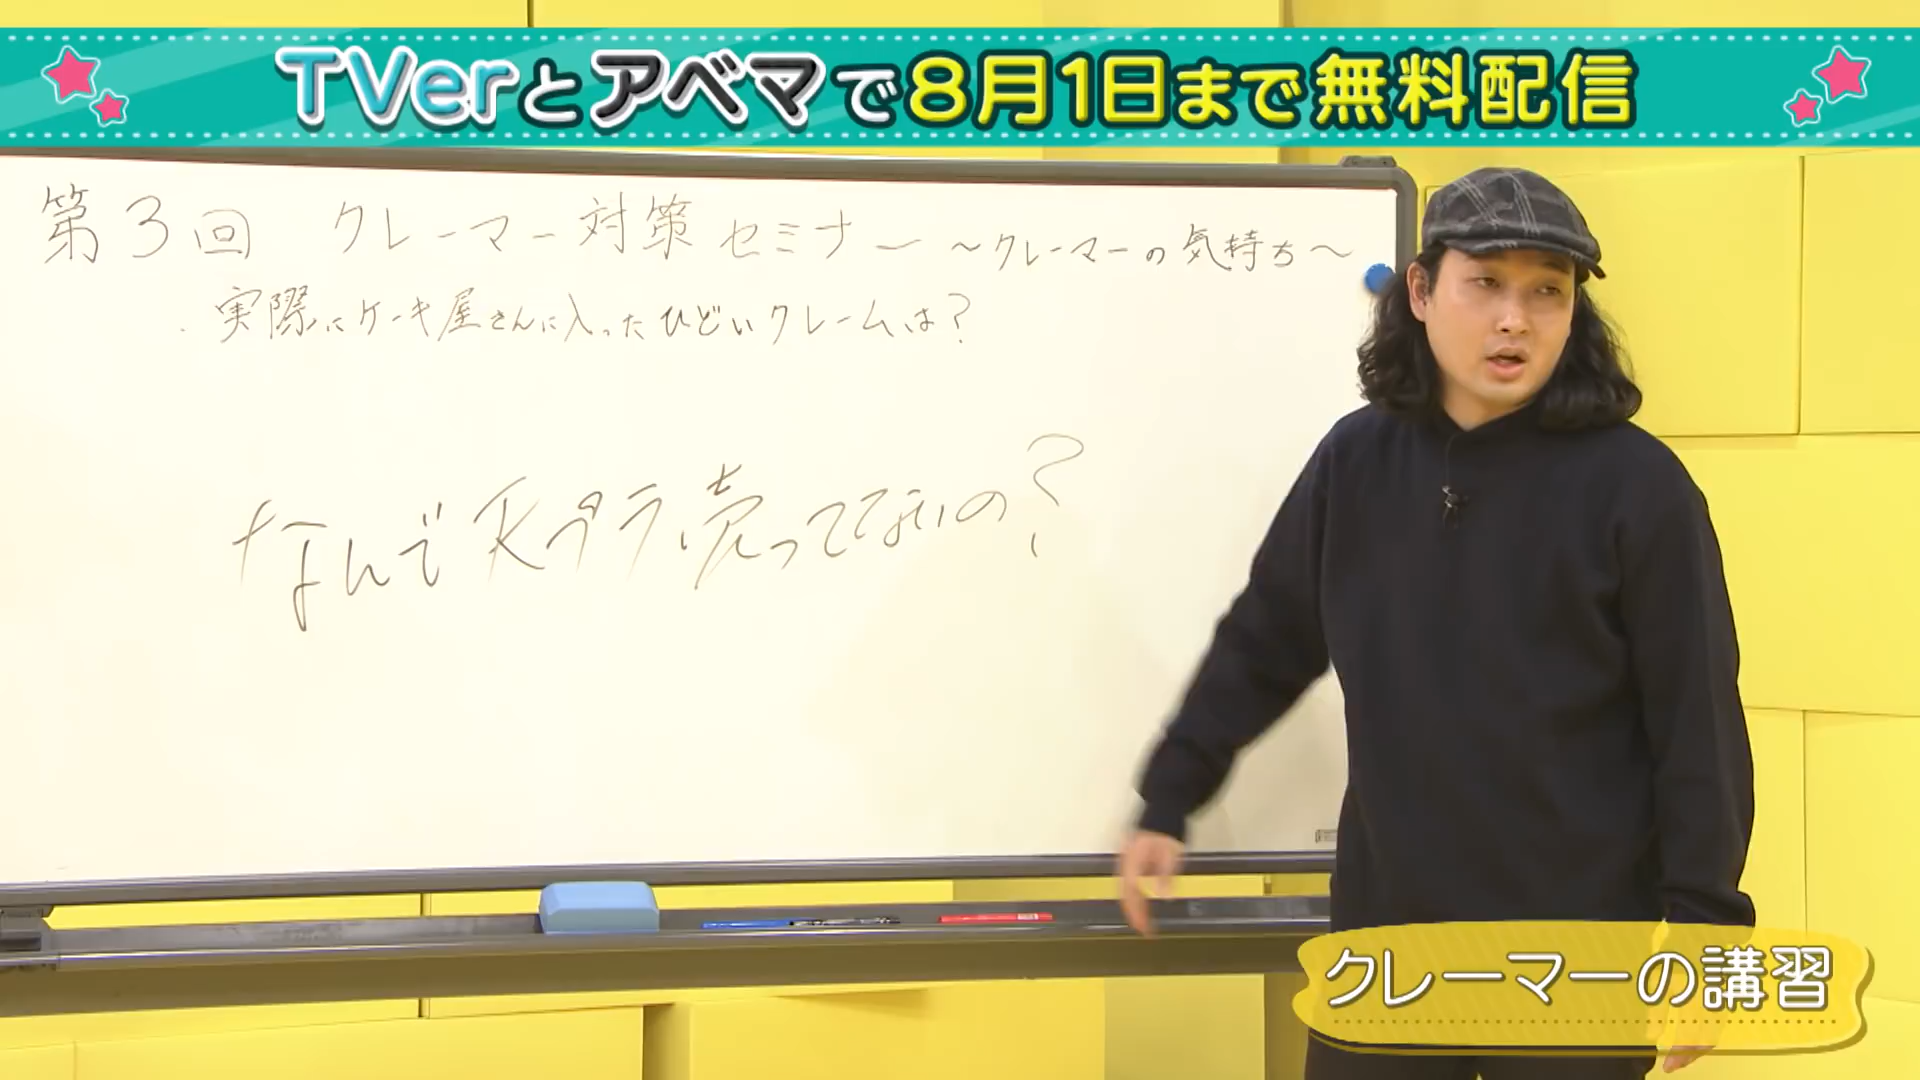 TVerとアベマで8月1日まで無料配信
第3回 クレーマー対策セミナー ～クレーマーの気持ち～
・実際にケーキ屋さんに入ったひどいクレームは?
なんで天プラ売ってないの?
クレーマーの講習